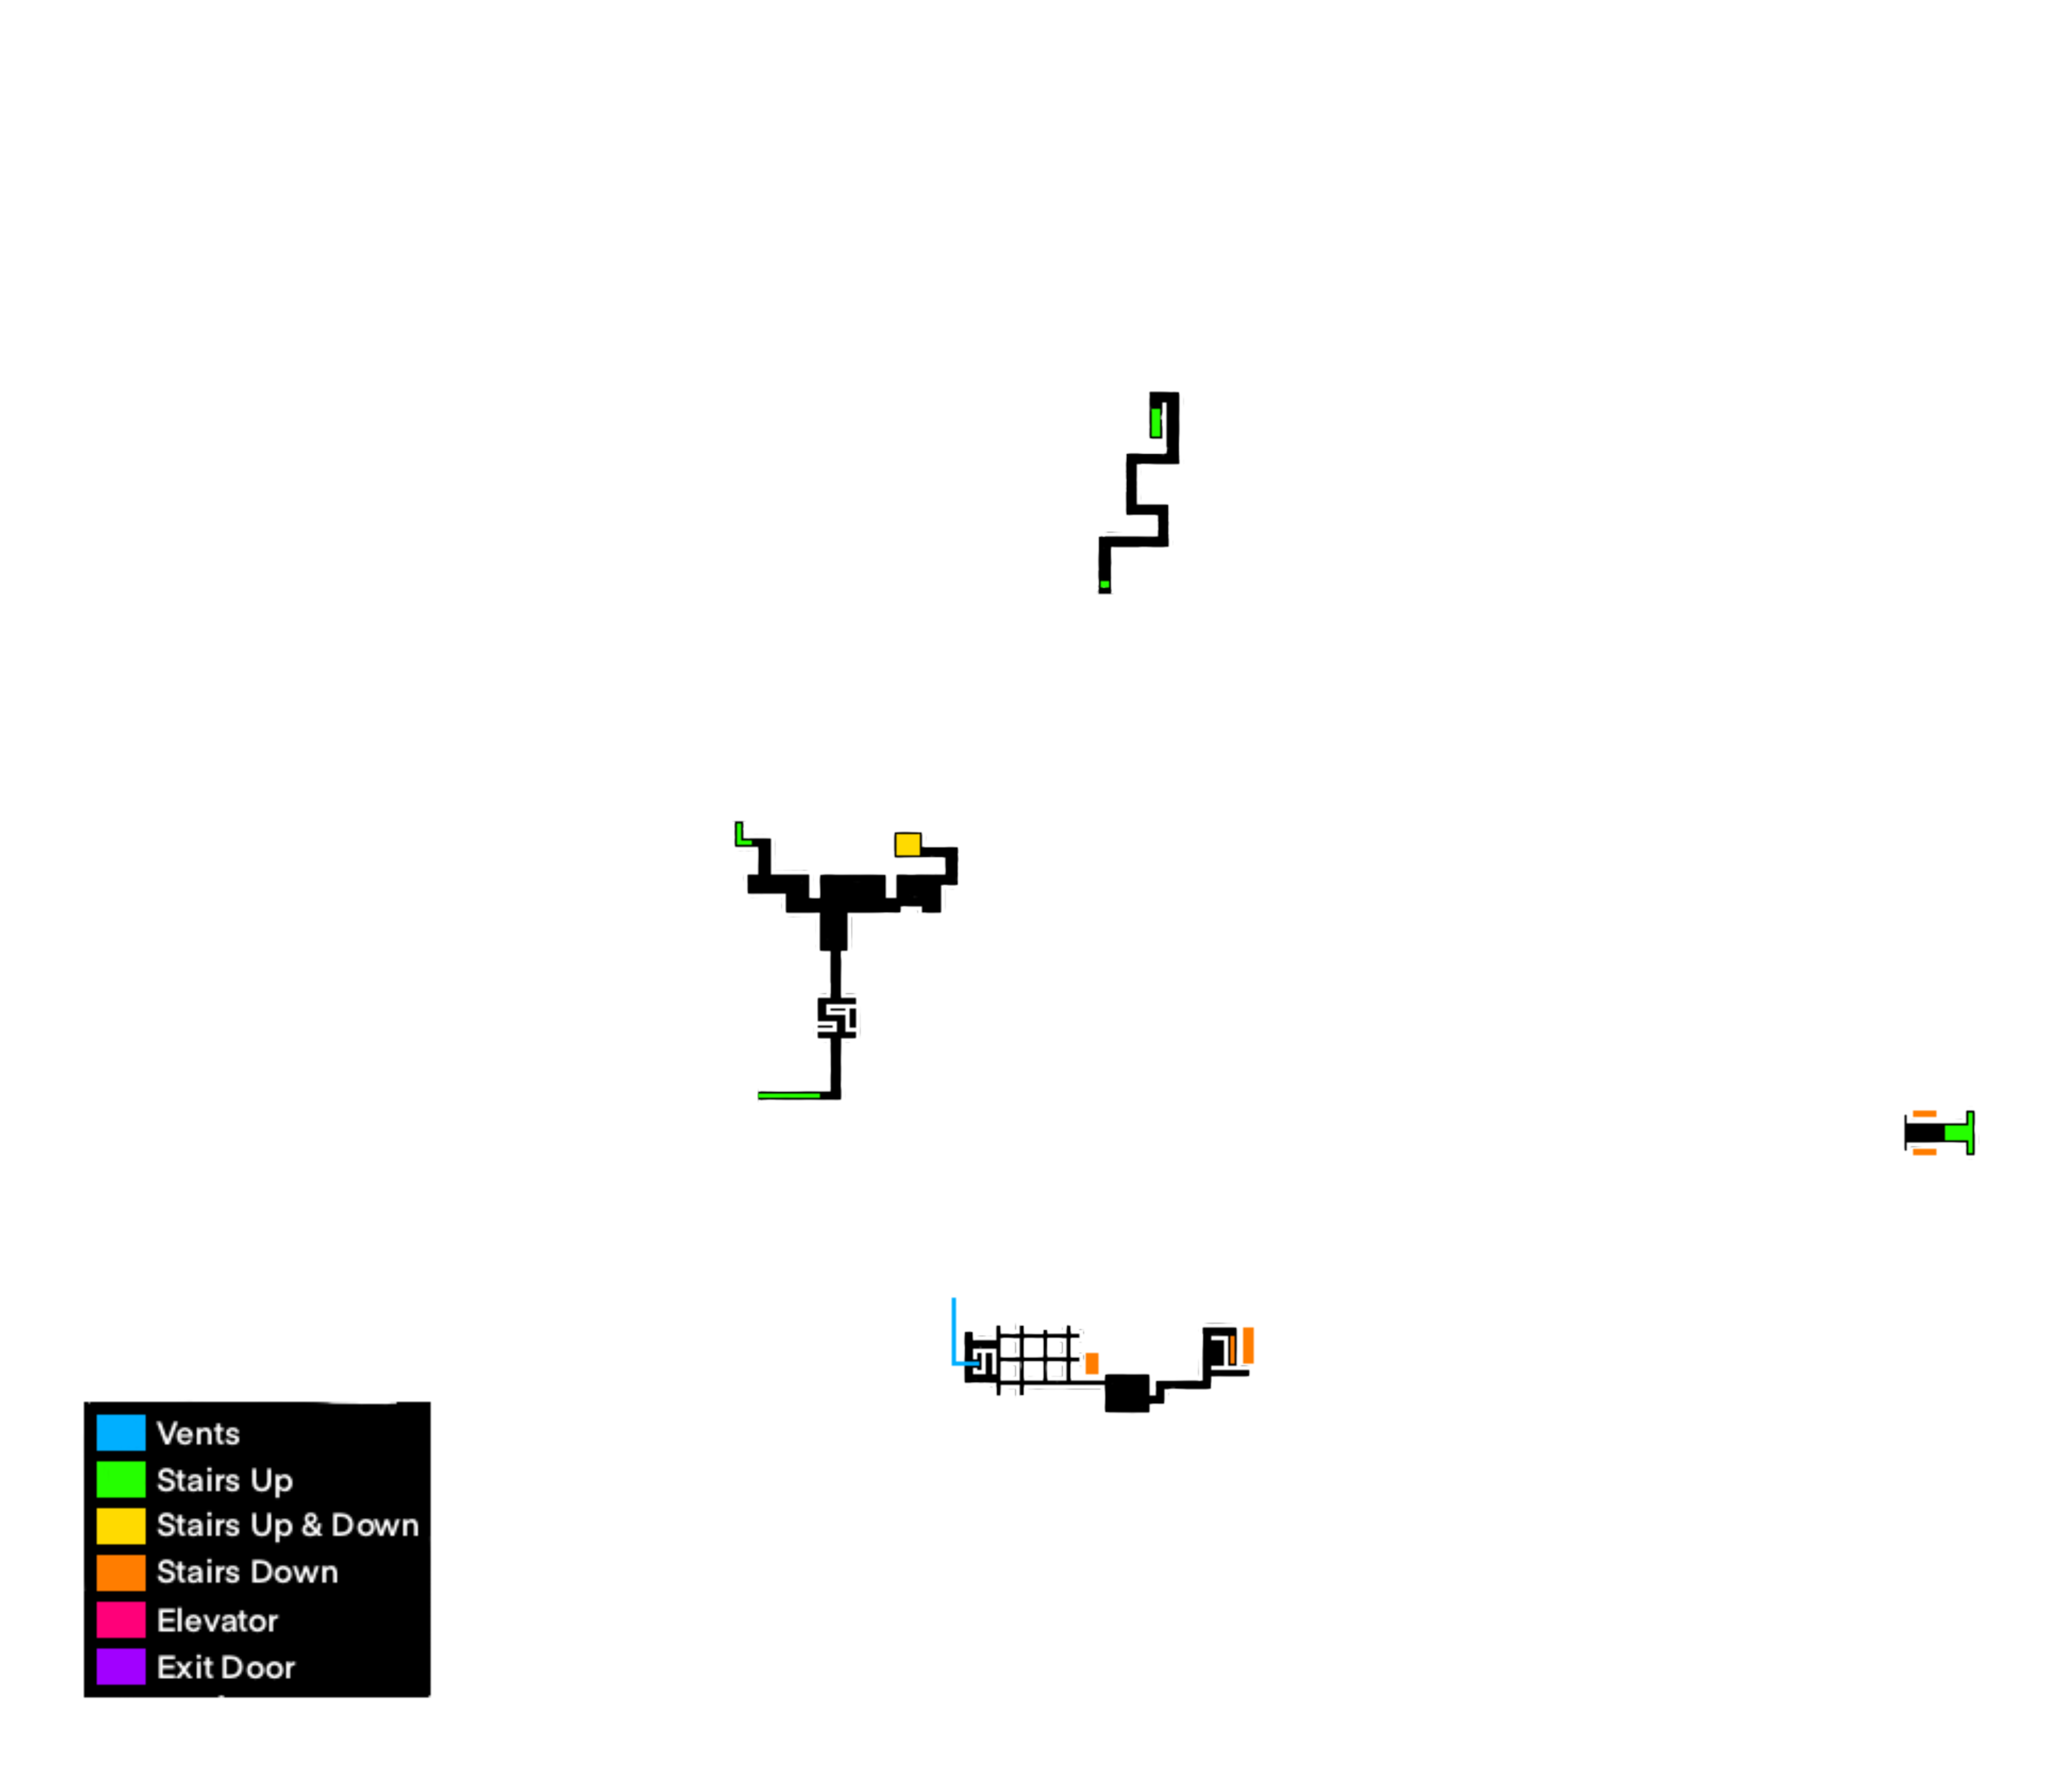 Vents
Stairs Up
Stairs Up & Down
Stairs Down
Elevator
Exit Door